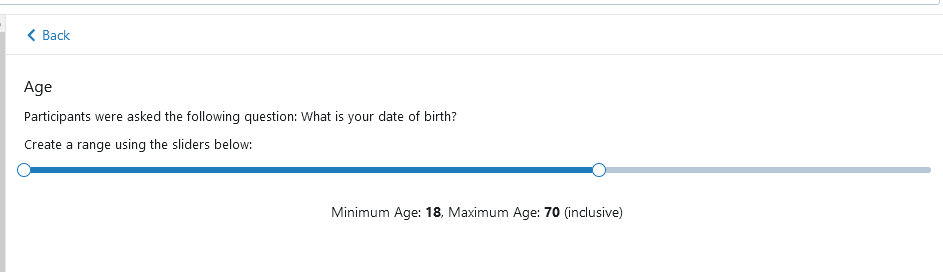 Back
Age
Participants were asked the following question: What is your date of birth?
Create a range using the sliders below:
Minimum Age: 18, Maximum Age: 70 (inclusive)